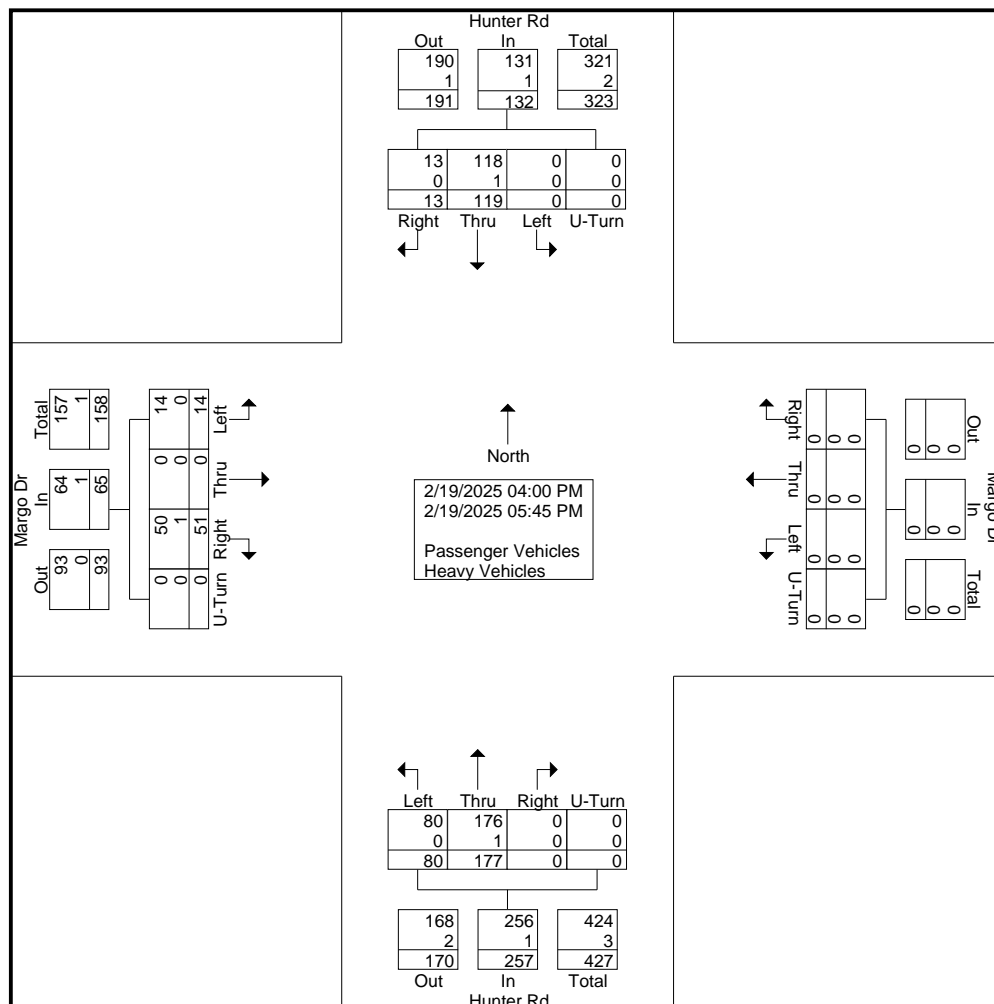 Hunter Rd
Out In Total
190 131 321
1 1 2
191 132 323
13 118 0 0
0 1 0 0
13 119 0 0
Right Thru Left U-Turn
Margo Dr
Total
157 1 158
In
64 1 65
Out
93 0 93
14 0 14
Left
0 0 0
Thru
50 1 51
Right
0 0 0
U-Turn
North
2/19/2025 04:00 PM
2/19/2025 05:45 PM
Passenger Vehicles
Heavy Vehicles
Right
0 0 0
Thru
0 0 0
Left
0 0 0
U-Turn
0 0 0
Out
0 0 0
In
0 0 0
Total
0 0 0
Margo Dr
Left Thru Right U-Turn
80 176 0 0
0 1 0 0
80 177 0 0
168 256 424
2 1 3
170 257 427
Out In Total
Hunter Rd